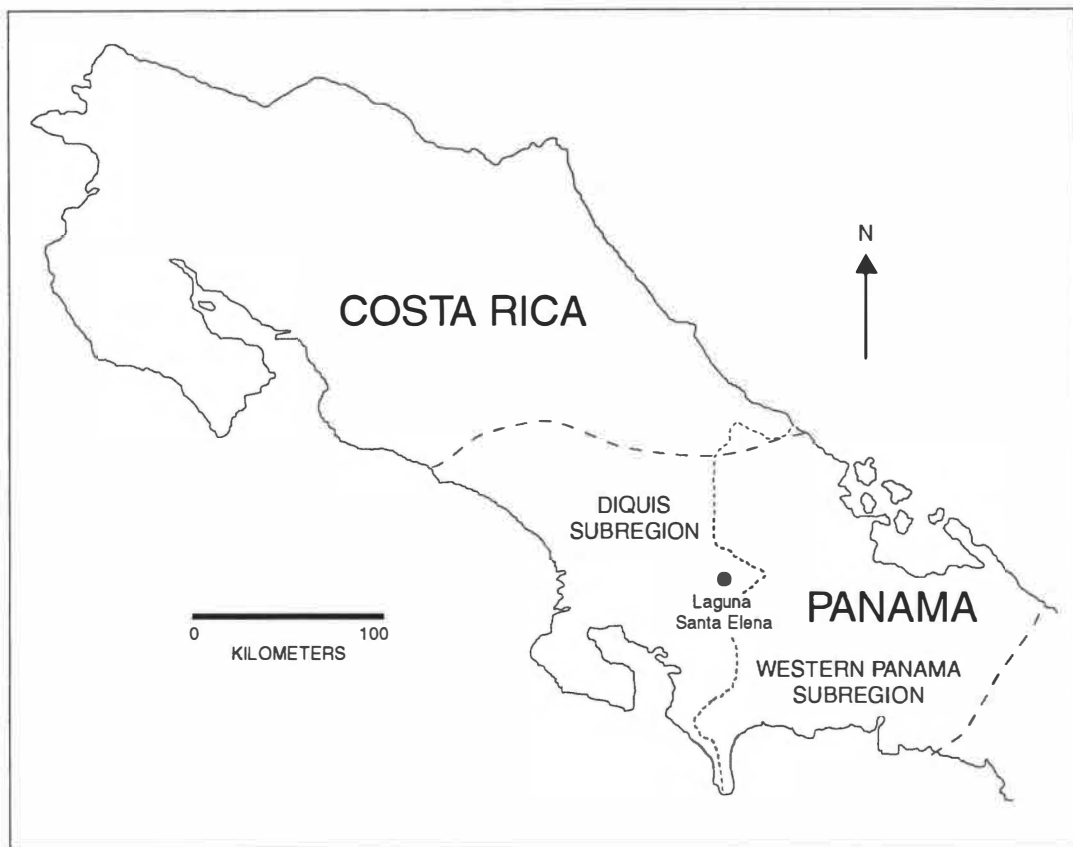 N
COSTA RICA
DIQUIS
SUBREGION
Laguna
Santa Elena
PANAMA
0 100
KILOMETERS
WESTERN PANAMA
SUBREGION